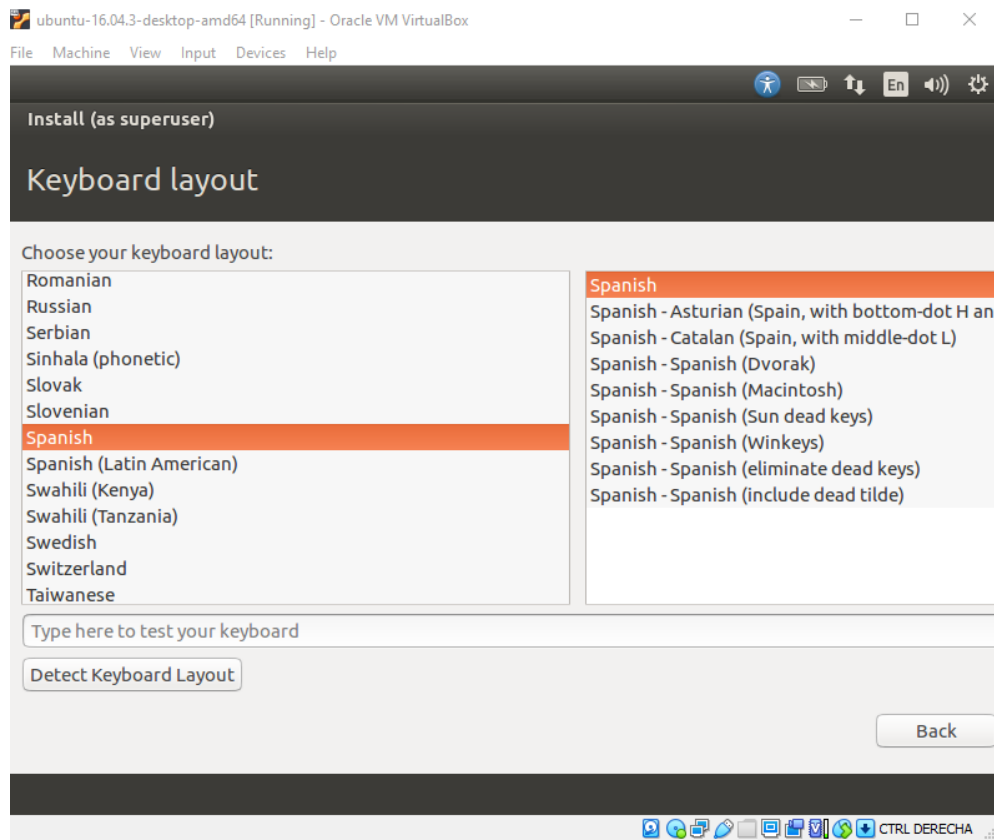 ubuntu-16.04.3-desktop-amd64 [Running] - Oracle VM VirtualBox
File Machine View Input Devices Help
En
Install (as superuser)
Keyboard layout
Choose your keyboard layout:
Romanian
Russian
Serbian
Sinhala (phonetic)
Slovak
Slovenian
Spanish
Spanish (Latin American)
Swahili (Kenya)
Swahili (Tanzania)
Swedish
Switzerland
Taiwanese
Spanish
Spanish - Asturian (Spain, with bottom-dot H an
Spanish - Catalan (Spain, with middle-dot L)
Spanish - Spanish (Dvorak)
Spanish - Spanish (Macintosh)
Spanish - Spanish (Sun dead keys)
Spanish - Spanish (Winkeys)
Spanish - Spanish (eliminate dead keys)
Spanish - Spanish (include dead tilde)
Type here to test your keyboard
Detect Keyboard Layout
Back
CTRL DERECHA